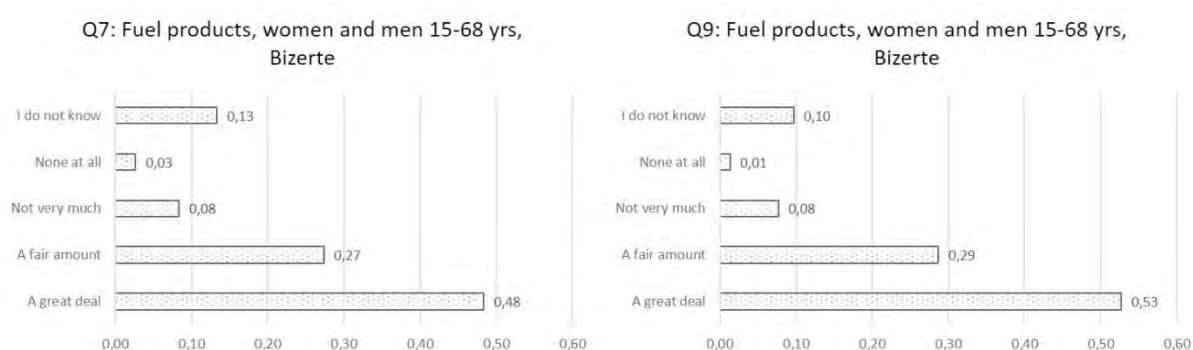 Q7: Fuel products, women and men 15-68 yrs,
Bizerte
I do not know 0,13
None at all 0,03
Not very much 0,08
A fair amount 0,27
A great deal 0,48
0,00 0,10 0,20 0,30 0,40 0,50 0,60
Q9: Fuel products, women and men 15-68 yrs,
Bizerte
I do not know 0,10
None at all 0,01
Not very much 0,08
A fair amount 0,29
A great deal 0,53
0,00 0,10 0,20 0,30 0,40 0,50 0,60